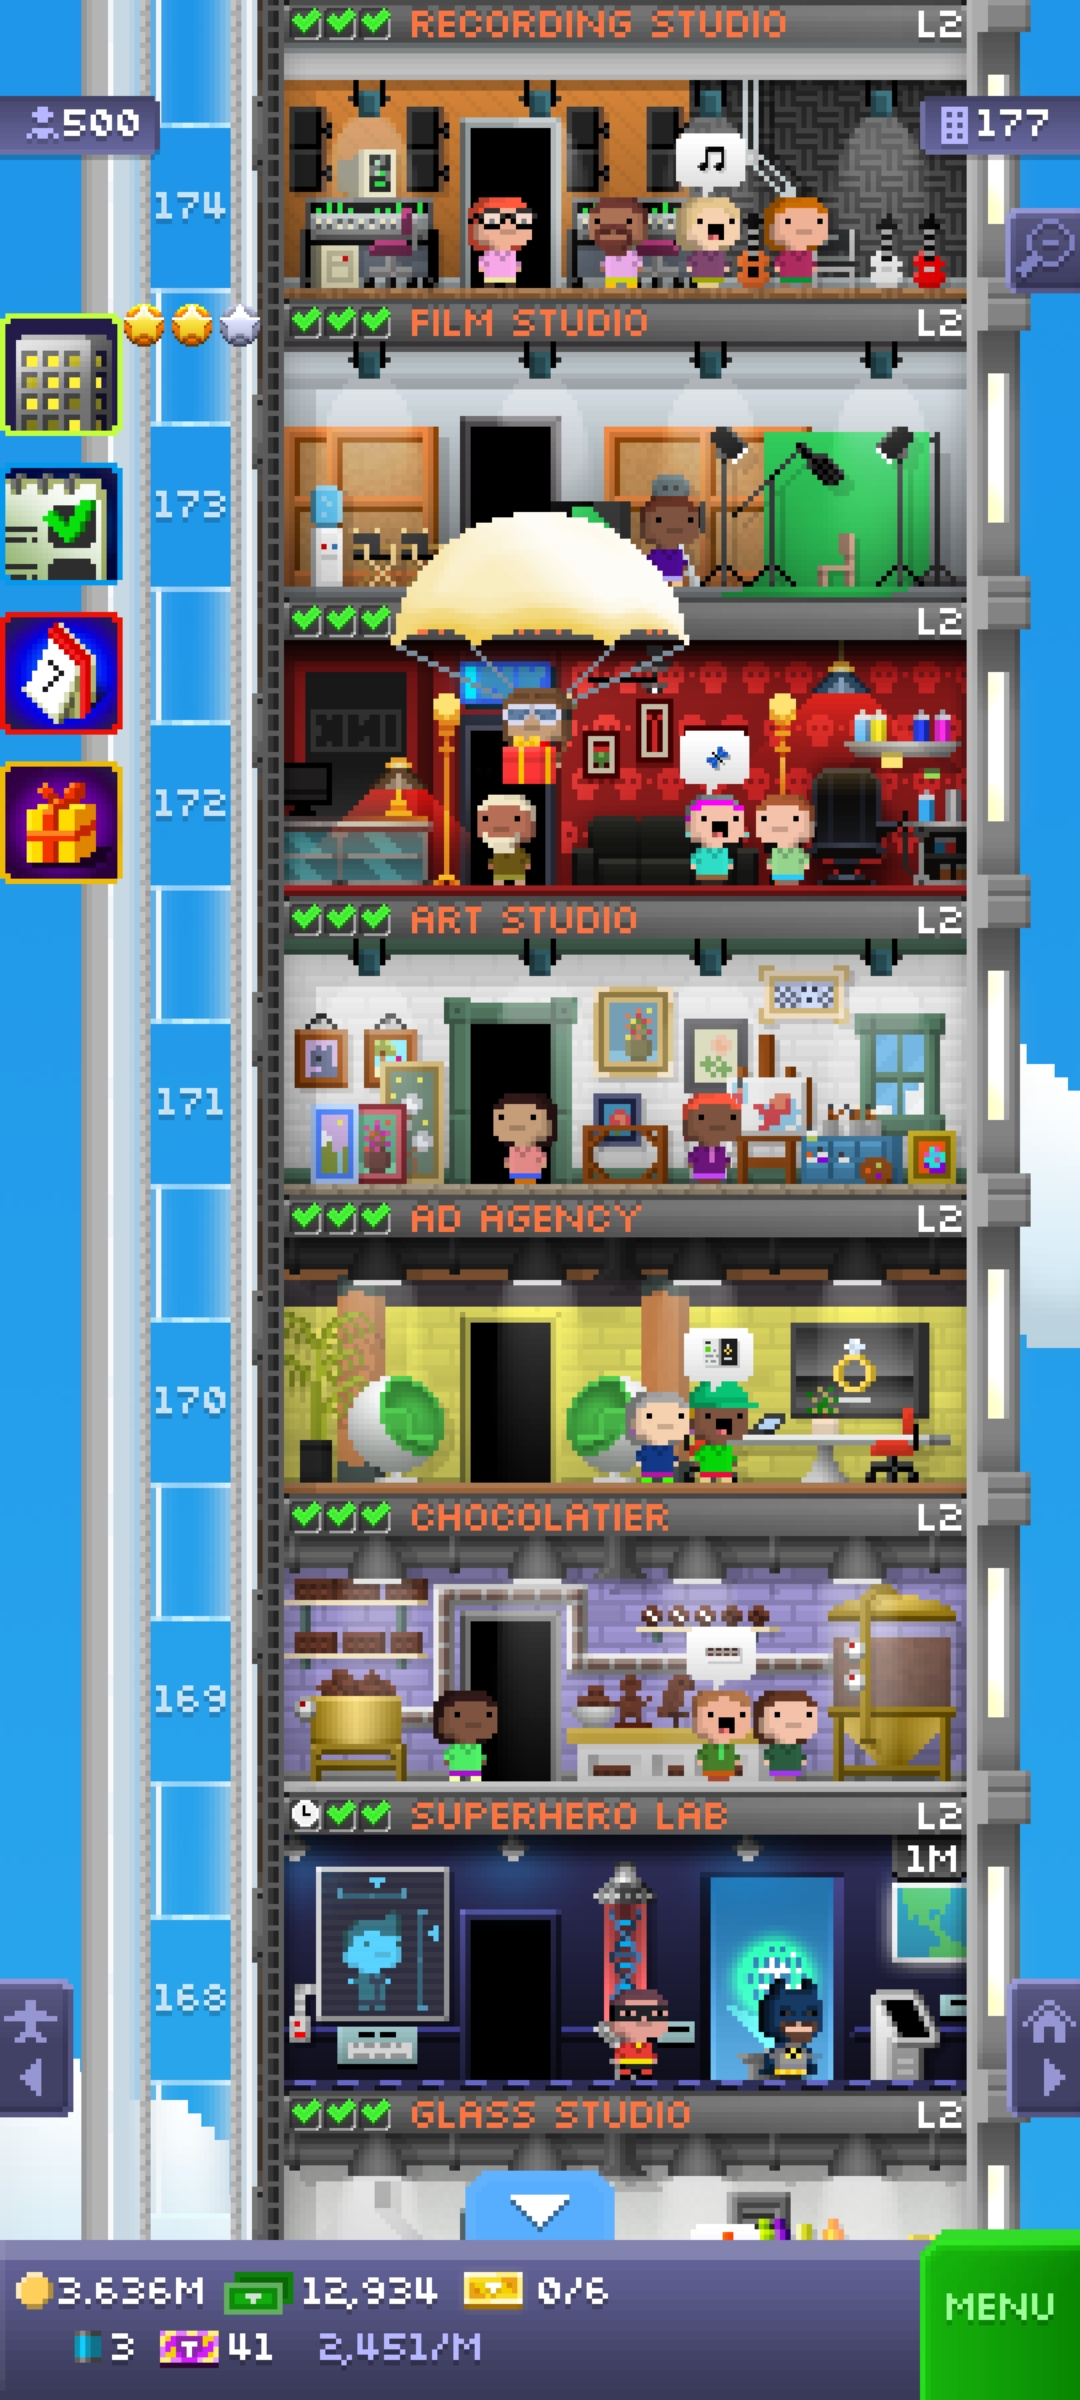 RECORDING STUDIO L2
500
177
174
FILM STUDIO L2
173
L2
7
172
ART STUDIO L2
171
AD AGENCY L2
170
CHOCOLATIER L2
169
SUPERHERO LAB L2
1M
168
GLASS STUDIO L2
3.636M 12,934 0/6
MENU
3 41 2,451/M